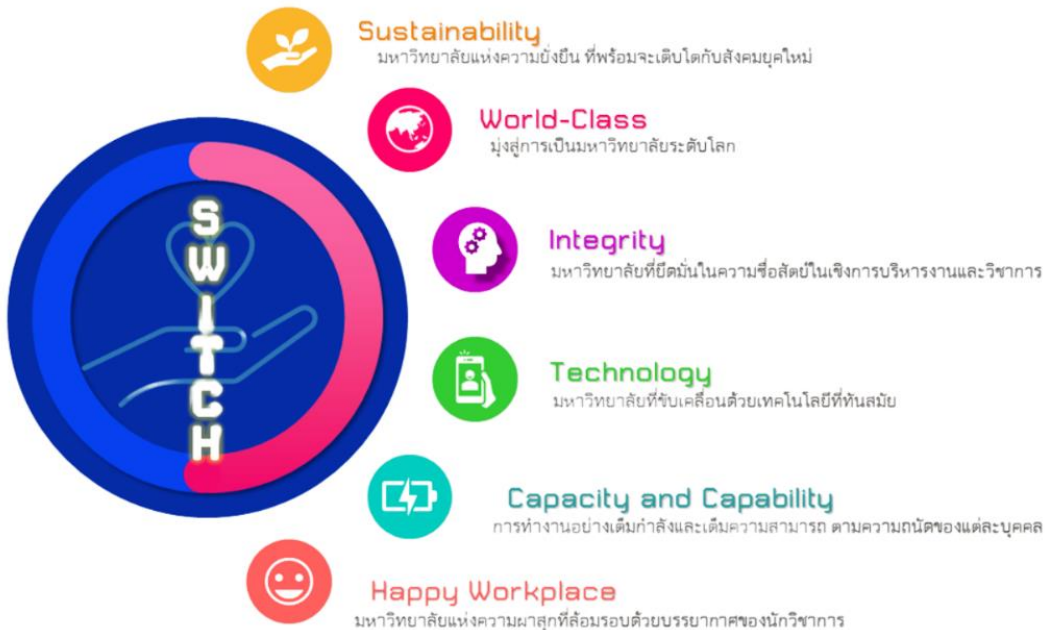 Sustainability
มหาวิทยาลัยแห่งความยั่งยืน ที่พร้อมจะเติบโตกับสังคมยุคใหม่
World-Class
มุ่งสู่การเป็นมหาวิทยาลัยระดับโลก
SWITCH
Integrity
มหาวิทยาลัยที่ยึดมั่นในความซื่อสัตย์ในเชิงการบริหารงานและวิชาการ
Technology
มหาวิทยาลัยที่ขับเคลื่อนด้วยเทคโนโลยีที่ทันสมัย
Capacity and Capability
การทำงานอย่างเต็มกำลังและเต็มความสามารถ ตามความถนัดของแต่ละบุคคล
Happy Workplace
มหาวิทยาลัยแห่งความผาสุกที่ล้อมรอบด้วยบรรยากาศของนักวิชาการ